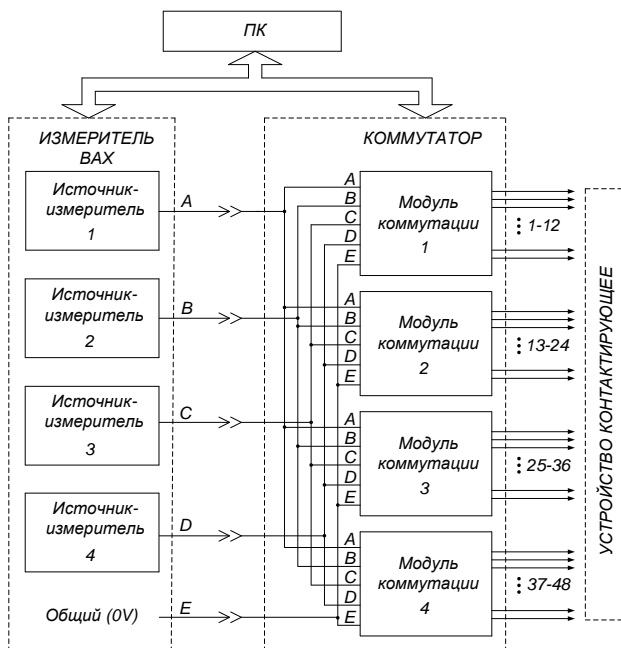 ПК
ИЗМЕРИТЕЛЬ
ВАХ
Источник-
измеритель
1
A
Источник-
измеритель
2
B
Источник-
измеритель
3
C
Источник-
измеритель
4
D
Общий (0V)
E
КОММУТАТОР
A
B
C
D
E
Модуль
коммутации
1
1-12
A
B
C
D
E
Модуль
коммутации
2
13-24
A
B
C
D
E
Модуль
коммутации
3
25-36
A
B
C
D
E
Модуль
коммутации
4
37-48
УСТРОЙСТВО КОНТАКТИРУЮЩЕЕ